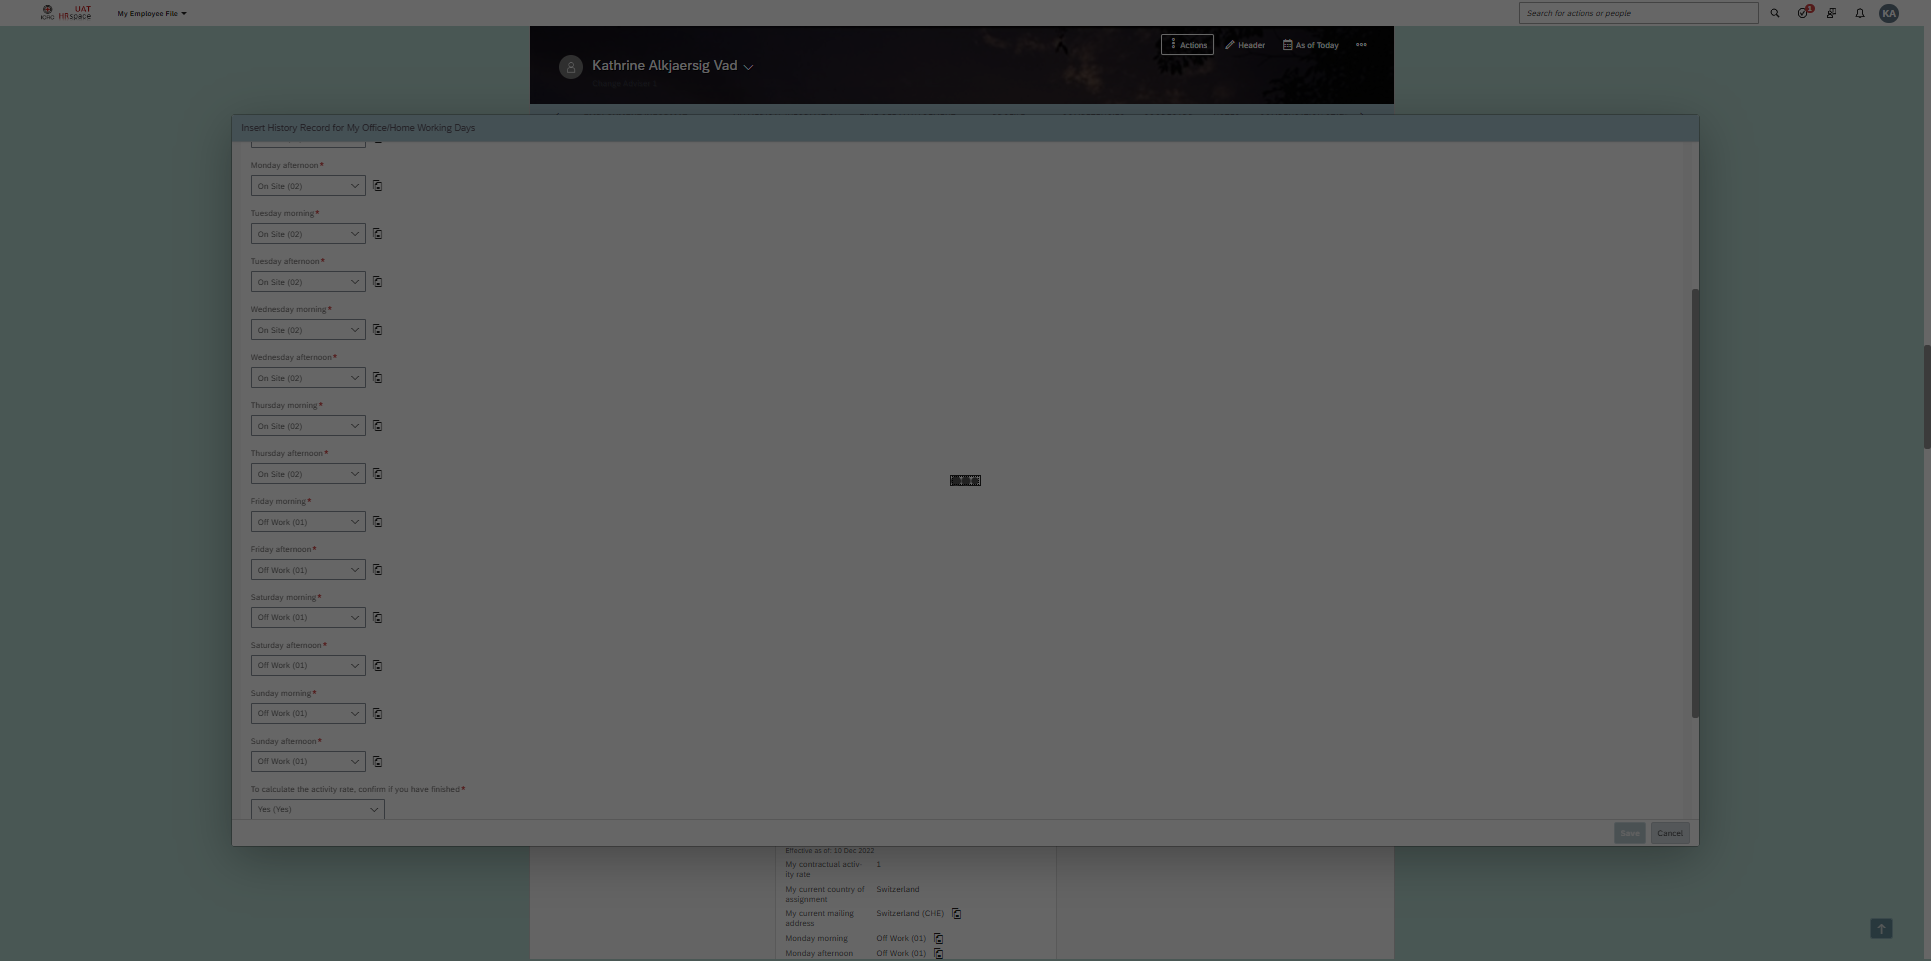 ICRC
UAT
HRspace
My Employee File
Search for actions or people
1
KA
Actions
Header
As of Today
Kathrine Alkjaersig Vad
Insert History Record for My Office/Home Working Days
Monday afternoon*
On Site (02)
Tuesday morning*
On Site (02)
Tuesday afternoon*
On Site (02)
Wednesday morning*
On Site (02)
Wednesday afternoon*
On Site (02)
Thursday morning*
On Site (02)
Thursday afternoon*
On Site (02)
Friday morning*
Off Work (01)
Friday afternoon*
Off Work (01)
Saturday morning*
Off Work (01)
Saturday afternoon*
Off Work (01)
Sunday morning*
Off Work (01)
Sunday afternoon*
Off Work (01)
To calculate the activity rate, confirm if you have finished*
Yes (Yes)
Save
Cancel
Effective as of: 10 Dec 2022
My contractual activ-
ity rate
1
My current country of
assignment
Switzerland
My current mailing
address
Switzerland (CHE)
Monday morning
Off Work (01)
Monday afternoon
Off Work (01)